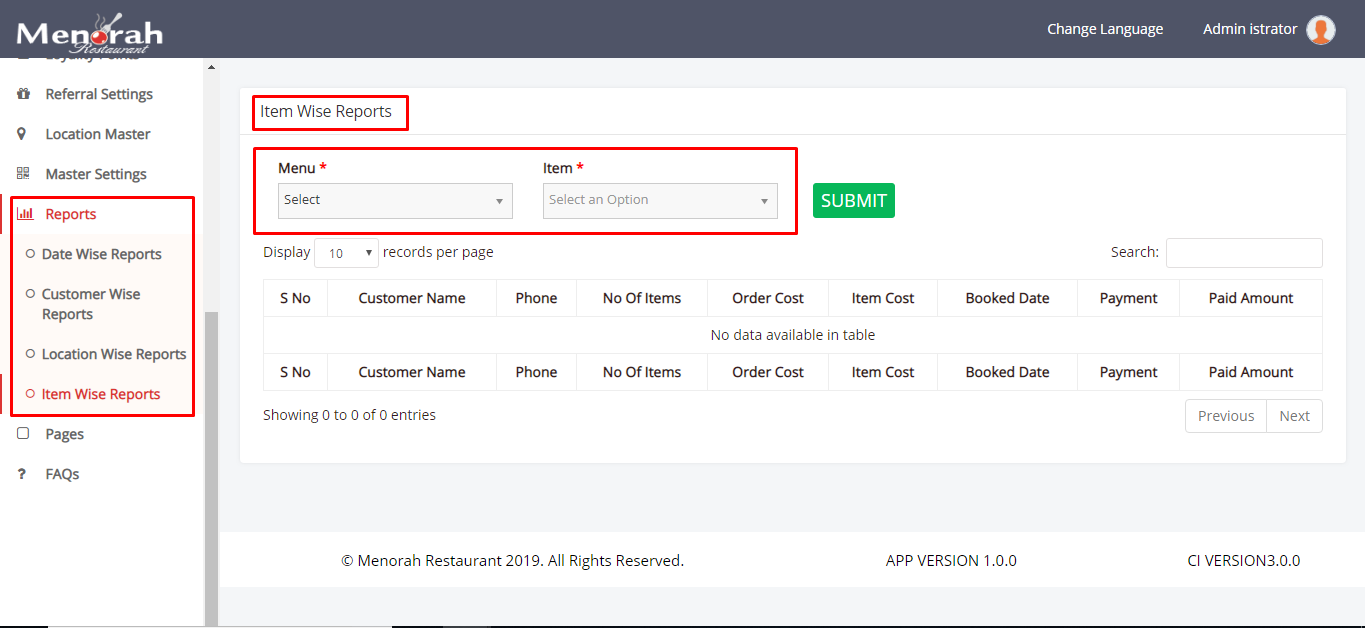 Menorah
Restaurant
Change Language
Admin istrator
Loyality Points
Referral Settings
Location Master
Master Settings
Reports
Date Wise Reports
Customer Wise
Reports
Location Wise Reports
Item Wise Reports
Pages
? FAQs
Item Wise Reports
Menu * Item *
Select Select an Option SUBMIT
Display 10 records per page Search:
S No Customer Name Phone No Of Items Order Cost Item Cost Booked Date Payment Paid Amount
No data available in table
S No Customer Name Phone No Of Items Order Cost Item Cost Booked Date Payment Paid Amount
Showing 0 to 0 of 0 entries Previous Next
© Menorah Restaurant 2019. All Rights Reserved. APP VERSION 1.0.0 CI VERSION3.0.0